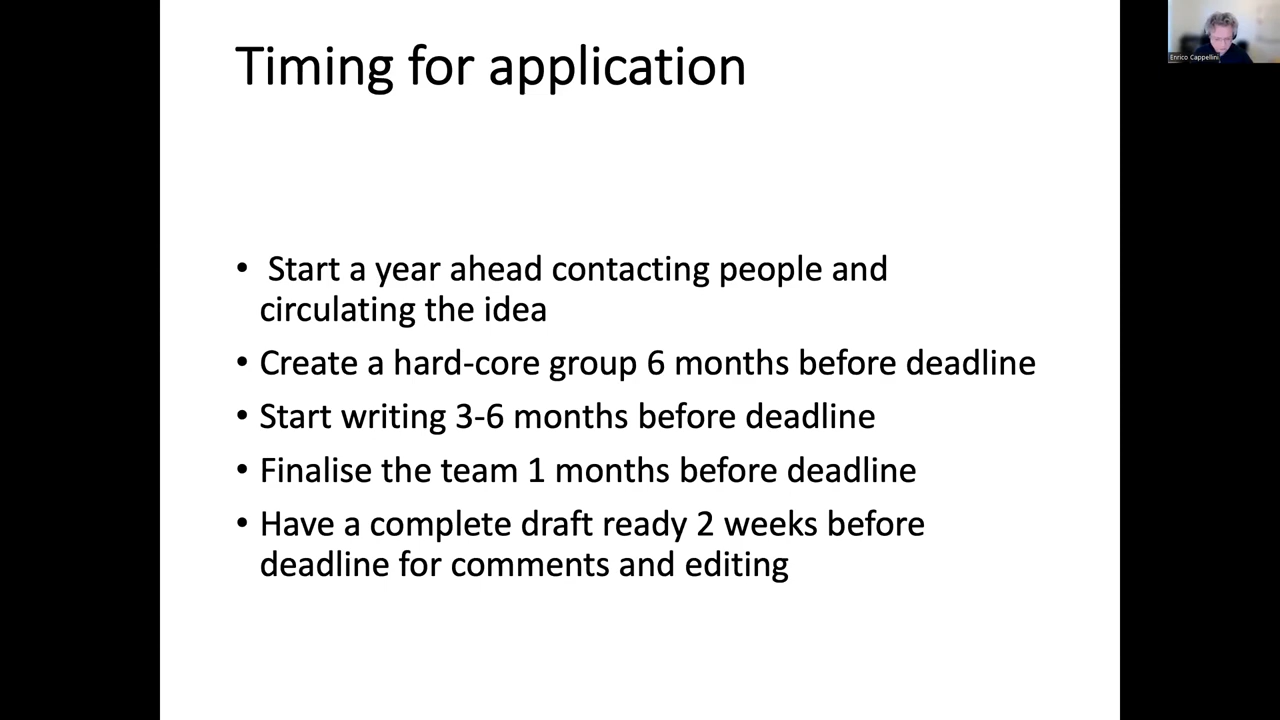 Timing for application
Enrico Cappellini
• Start a year ahead contacting people and
circulating the idea
• Create a hard-core group 6 months before deadline
• Start writing 3-6 months before deadline
• Finalise the team 1 months before deadline
• Have a complete draft ready 2 weeks before
deadline for comments and editing